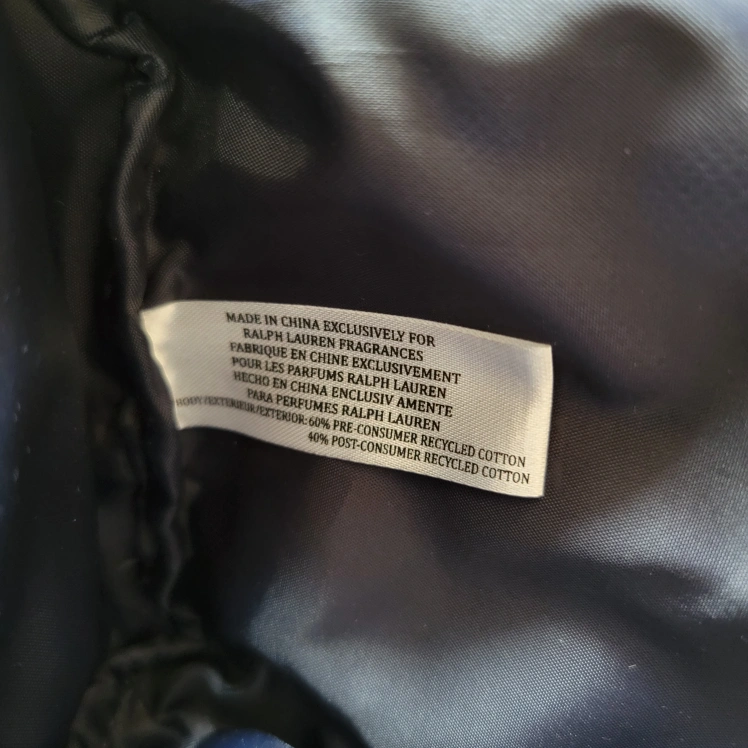 MADE IN CHINA EXCLUSIVELY FOR
RALPH LAUREN FRAGRANCES
FABRIQUE EN CHINE EXCLUSIVEMENT
POUR LES PARFUMS RALPH LAUREN
HECHO EN CHINA ENCLUSIV AMENTE
PARA PERFUMES RALPH LAUREN
BODY/EXTERIEUR/EXTERIOR: 60% PRE-CONSUMER RECYCLED COTTON
40% POST-CONSUMER RECYCLED COTTON